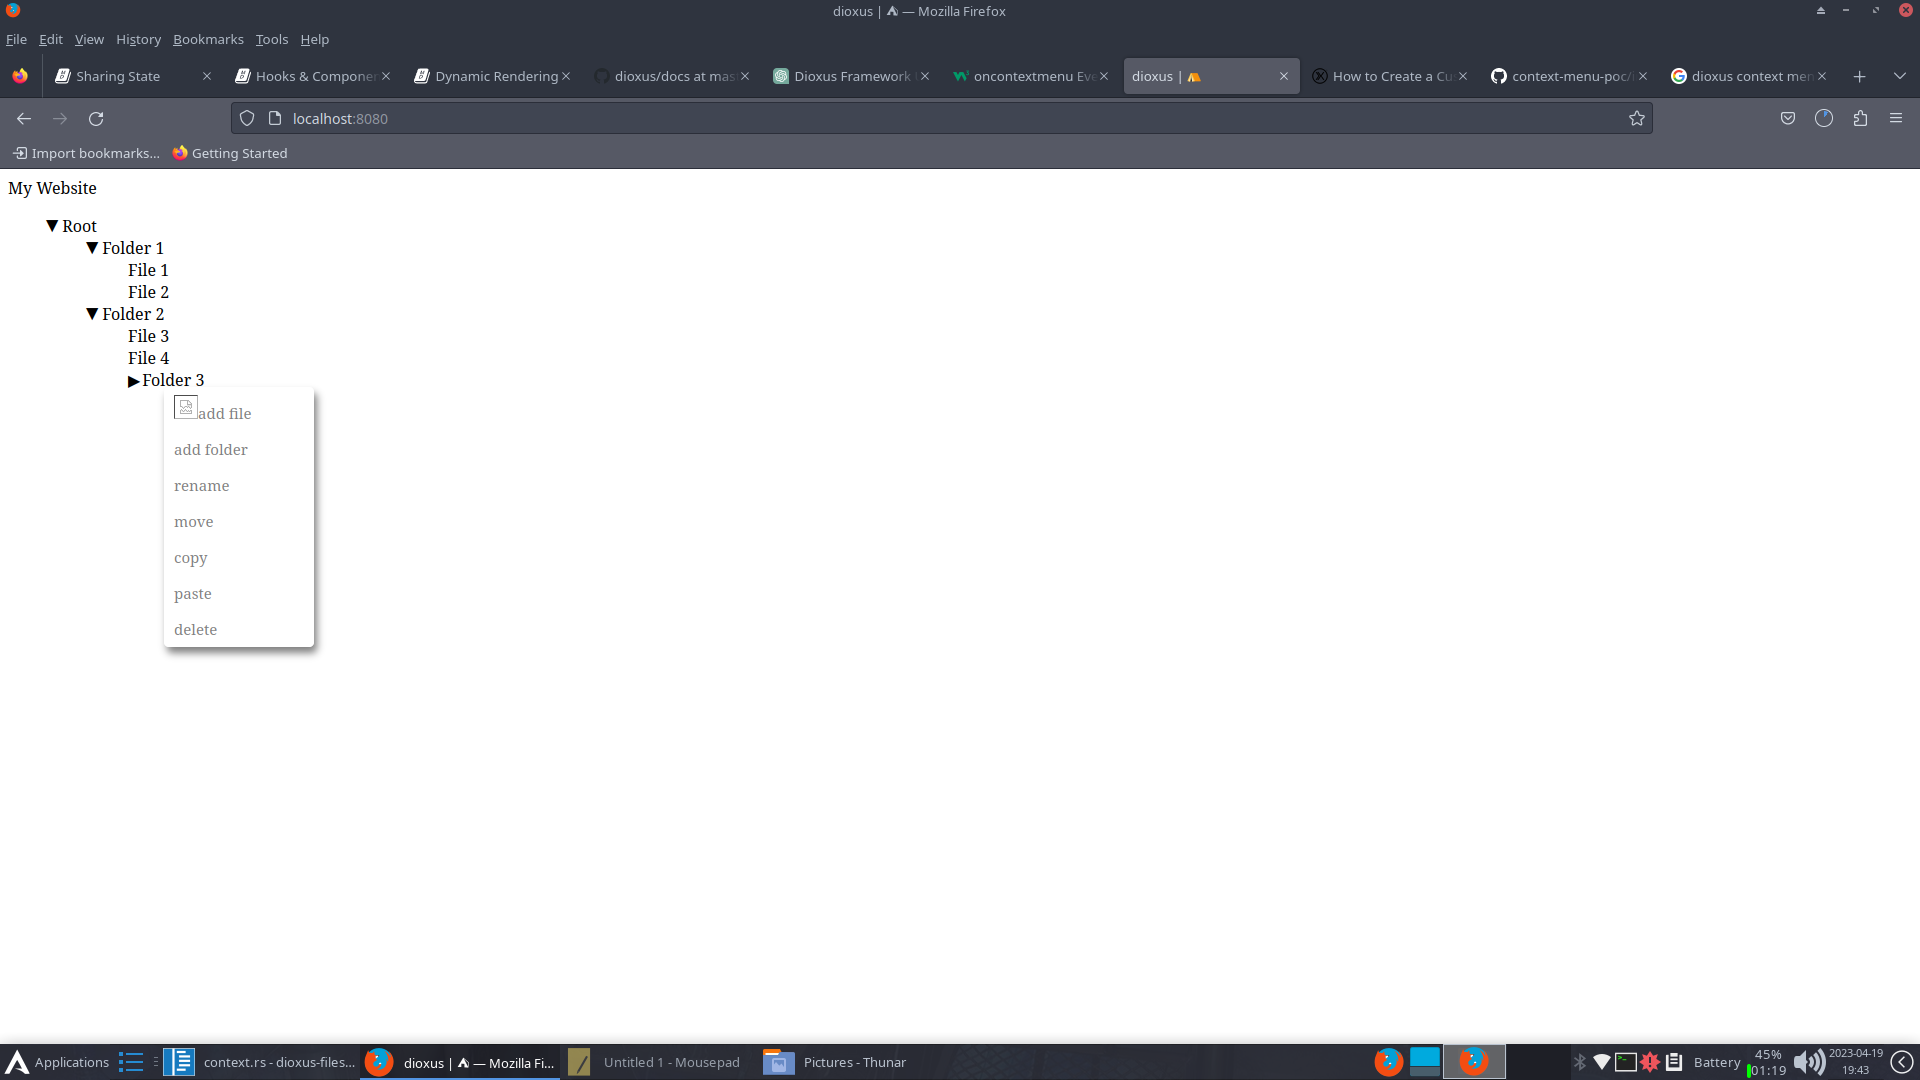 dioxus | — Mozilla Firefox
File Edit View History Bookmarks Tools Help
Sharing State Hooks & Componen Dynamic Rendering dioxus/docs at mas Dioxus Framework oncontextmenu Eve dioxus | How to Create a Cu context-menu-poc/ dioxus context men
localhost:8080
Import bookmarks... Getting Started
My Website
▼ Root
▼ Folder 1
File 1
File 2
▼ Folder 2
File 3
File 4
▶ Folder 3
add file
add folder
rename
move
copy
paste
delete
Applications context.rs - dioxus-files... dioxus | — Mozilla Fi... Untitled 1 - Mousepad Pictures - Thunar Battery 45% 01:19 2023-04-19 19:43